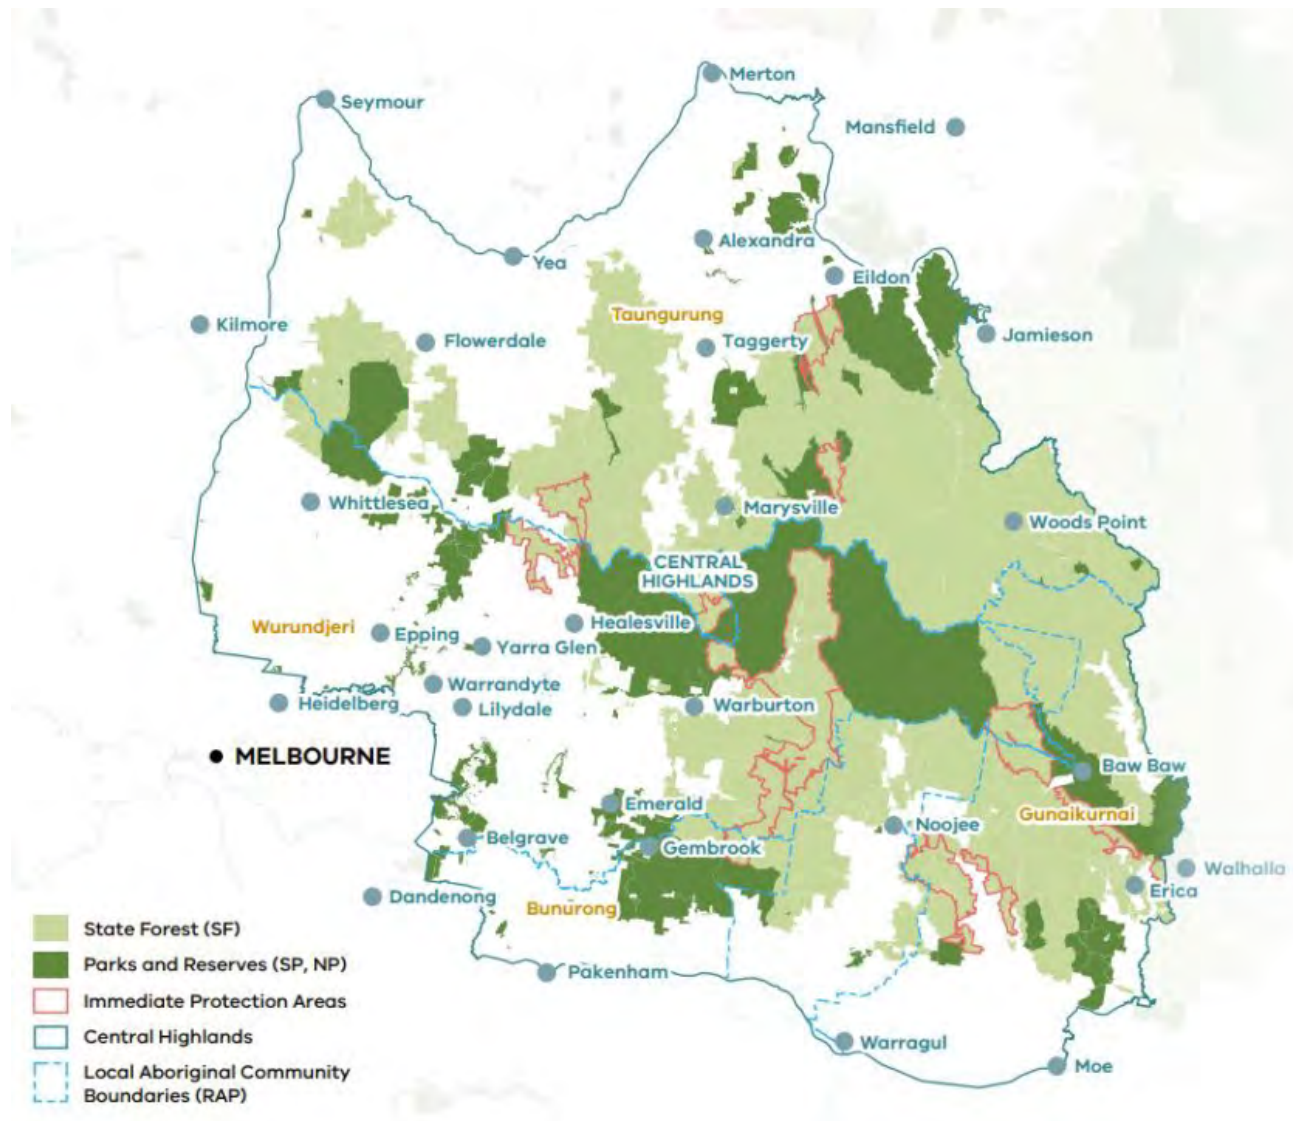 Merton
Seymour
Mansfield
Alexandra
Yea
Eildon
Taungurung
Kilmore
Flowerdale
Taggerty
Jamieson
Whittlesea
Marysville
Woods Point
CENTRAL
HIGHLANDS
Wurundjeri
Healesville
Epping
Yarra Glen
Warrandyte
Heidelberg
Lilydale
Warburton
MELBOURNE
Baw Baw
Emerald
Gunaikurnai
Noojee
Belgrave
Gembrook
Walhalla
Erica
Dandenong
Bunurong
State Forest (SF)
Parks and Reserves (SP, NP)
Pakenham
Immediate Protection Areas
Central Highlands
Warragul
Moe
Local Aboriginal Community
Boundaries (RAP)